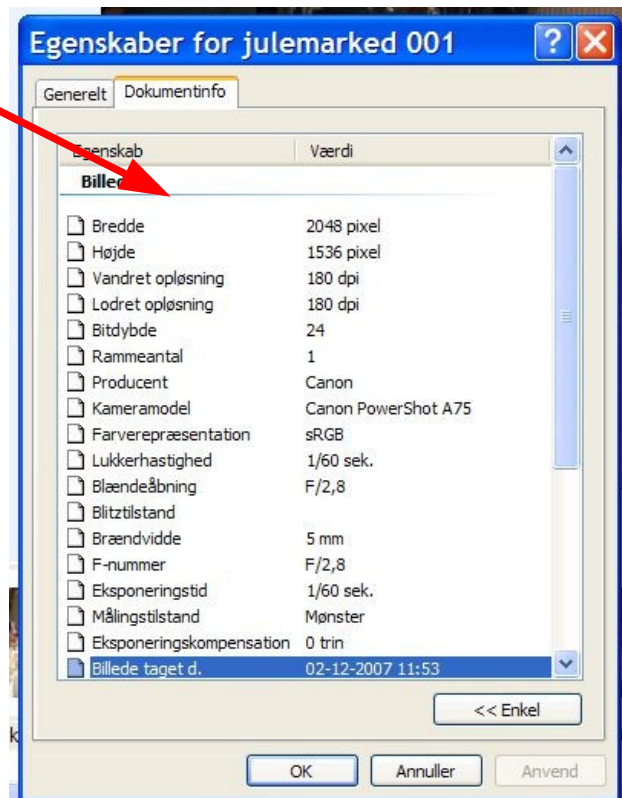 Egenskaber for julemarked 001
Generelt Dokumentinfo
Egenskab Værdi
Bredde 2048 pixel
Højde 1536 pixel
Vandret opløsning 180 dpi
Lodret opløsning 180 dpi
Bitdybde 24
Rammeantal 1
Producent Canon
Kameramodel Canon PowerShot A75
Farverepræsentation sRGB
Lukkerhastighed 1/60 sek.
Blændeåbning F/2,8
Blitztilstand
Brændvidde 5 mm
F-nummer F/2,8
Eksponeringstid 1/60 sek.
Målingstilstand Mønster
Eksponeringskompensation 0 trin
Billede taget d. 02-12-2007 11:53
<< Enkel
OK Annuller Anvend